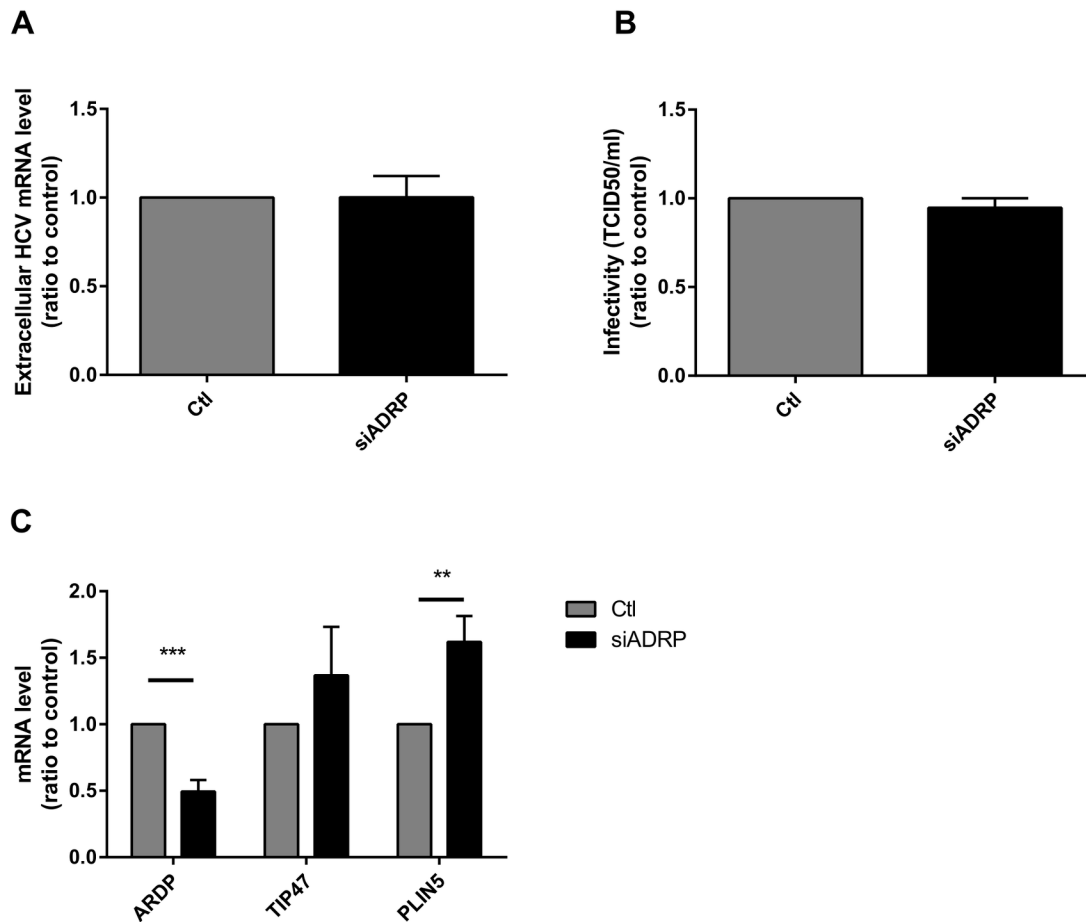 A
Extracellular HCV mRNA level
(ratio to control)
1.5
1.0
0.5
0.0
Ctl
siADRP
B
Infectivity (TCID50/ml)
(ratio to control)
1.5
1.0
0.5
0.0
Ctl
siADRP
C
mRNA level
(ratio to control)
2.0
1.5
1.0
0.5
0.0
***
**
ARDP
TIP47
PLIN5
Ctl
siADRP